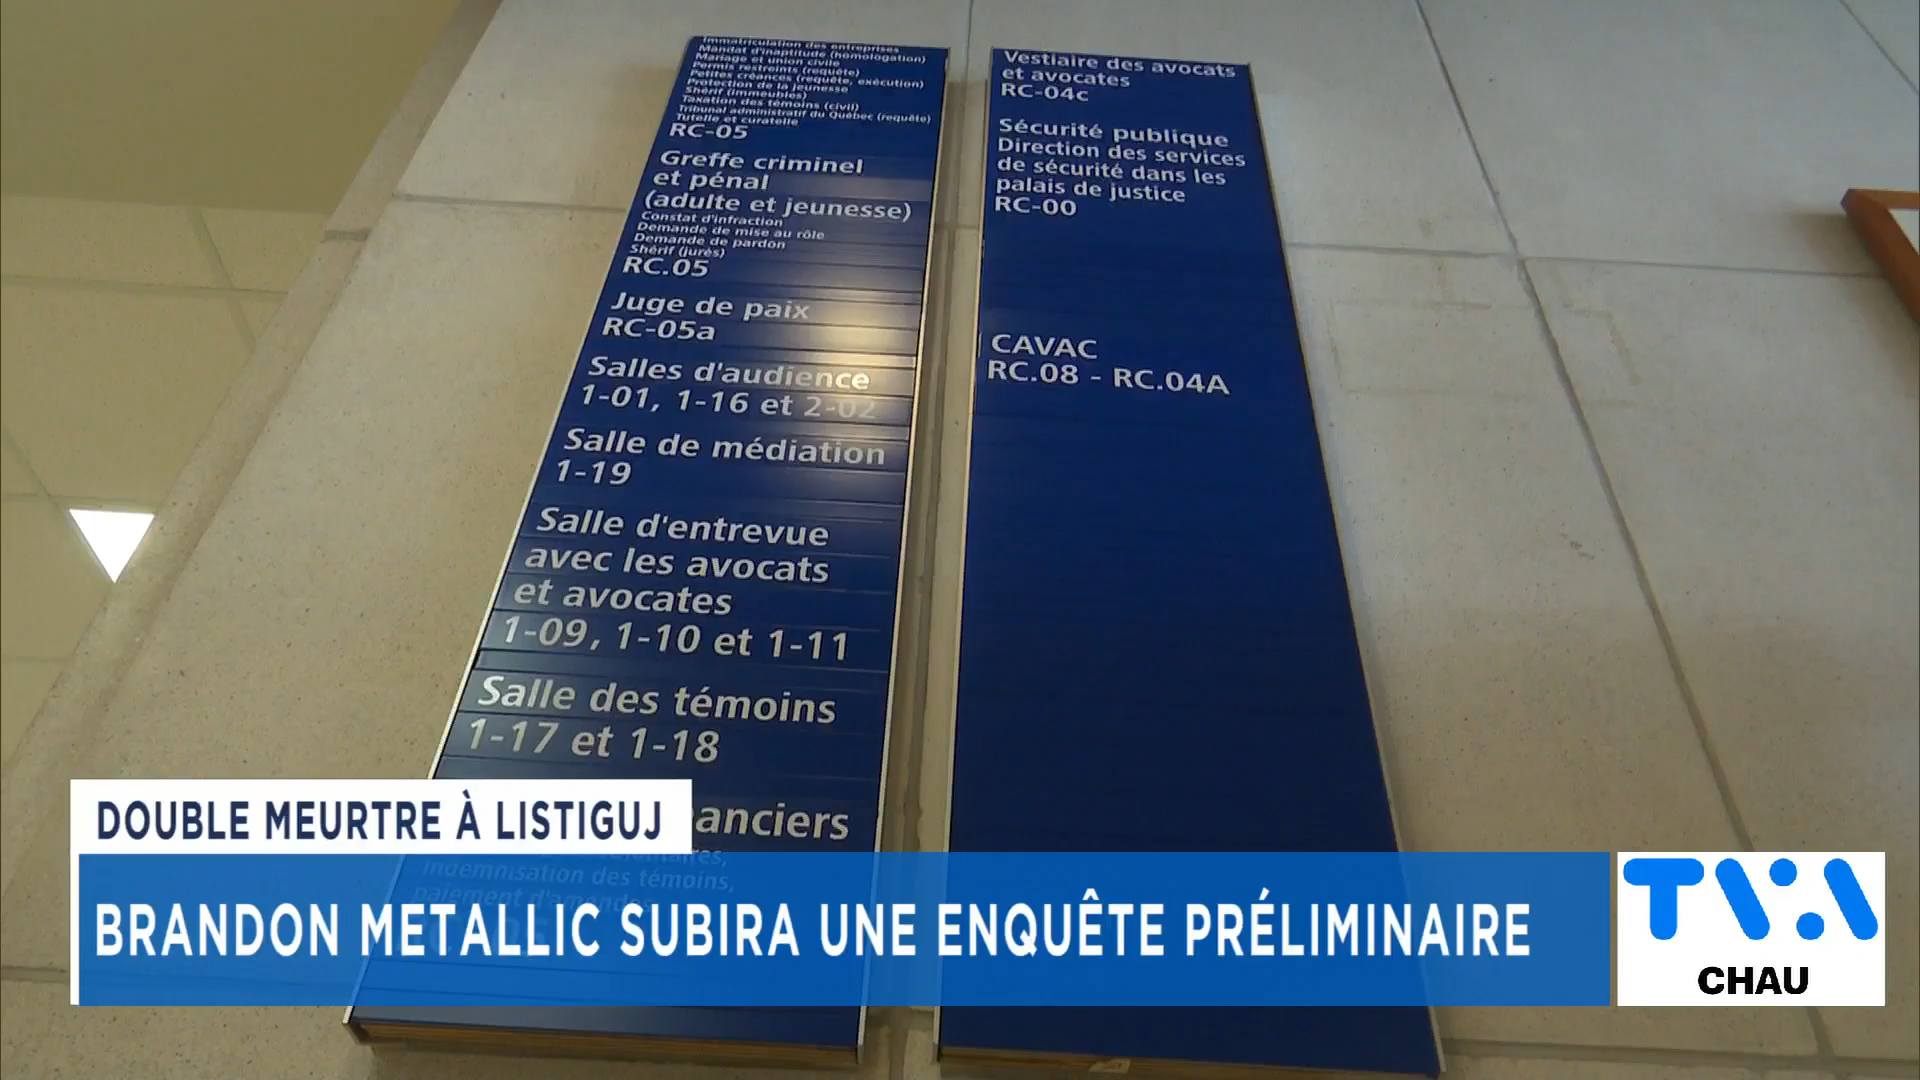 Immatriculation des entreprises
Mandat d'inaptitude (homologation)
Mariage et union civile
Permis restreints (requête)
Petites créances (requête, exécution)
Protection de la jeunesse
Shérif (immeubles)
Taxation des témoins (civil)
Tribunal administratif du Québec (requête)
Tutelle et curatelle
RC-05
Greffe criminel
et pénal
(adulte et jeunesse)
Constat d'infraction
Demande de mise au rôle
Demande de pardon
Shérif (jurés)
RC.05
Juge de paix
RC-05a
Salles d'audience
1-01, 1-16 et 2-02
Salle de médiation
1-19
Salle d'entrevue
avec les avocats
et avocates
1-09, 1-10 et 1-11
Salle des témoins
1-17 et 1-18
anciers
indemnisation des témoins,
paiement d'amendes
Vestiaire des avocats
et avocates
RC-04c
Sécurité publique
Direction des services
de sécurité dans les
palais de justice
RC-00
CAVAC
RC.08 - RC.04A
DOUBLE MEURTRE À LISTIGUJ
BRANDON METALLIC SUBIRA UNE ENQUÊTE PRÉLIMINAIRE
TVA
CHAU